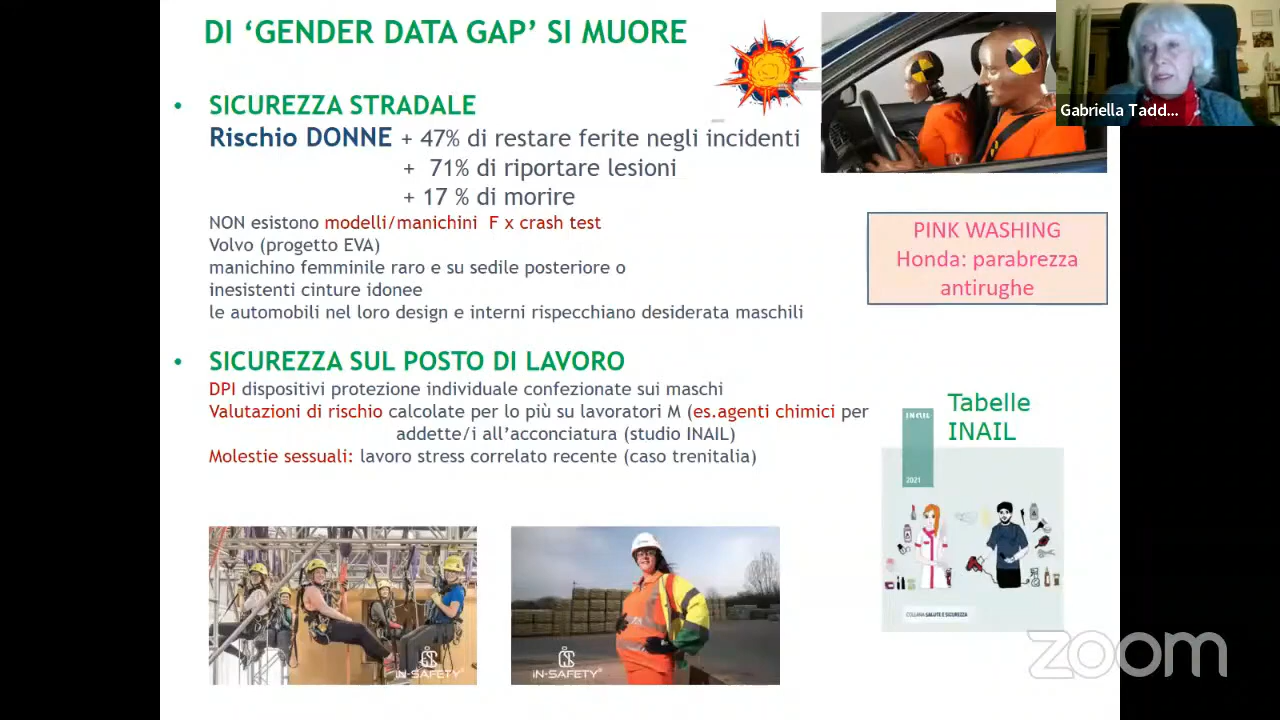 DI ‘GENDER DATA GAP’ SI MUORE
Gabriella Tadd...
• SICUREZZA STRADALE
Rischio DONNE + 47% di restare ferite negli incidenti
+ 71% di riportare lesioni
+ 17 % di morire
NON esistono modelli/manichini F x crash test
Volvo (progetto EVA)
manichino femminile raro e su sedile posteriore o
inesistenti cinture idonee
le automobili nel loro design e interni rispecchiano desiderata maschili
PINK WASHING
Honda: parabrezza
antirughe
• SICUREZZA SUL POSTO DI LAVORO
DPI dispositivi protezione individuale confezionate sui maschi
Valutazioni di rischio calcolate per lo più su lavoratori M (es.agenti chimici per
addette/i all’acconciatura (studio INAIL)
Molestie sessuali: lavoro stress correlato recente (caso trenitalia)
Tabelle
INAIL
INAIL
2021
COLLANA SALUTE E SICUREZZA
iN-SAFETY
iN-SAFETY
zoom